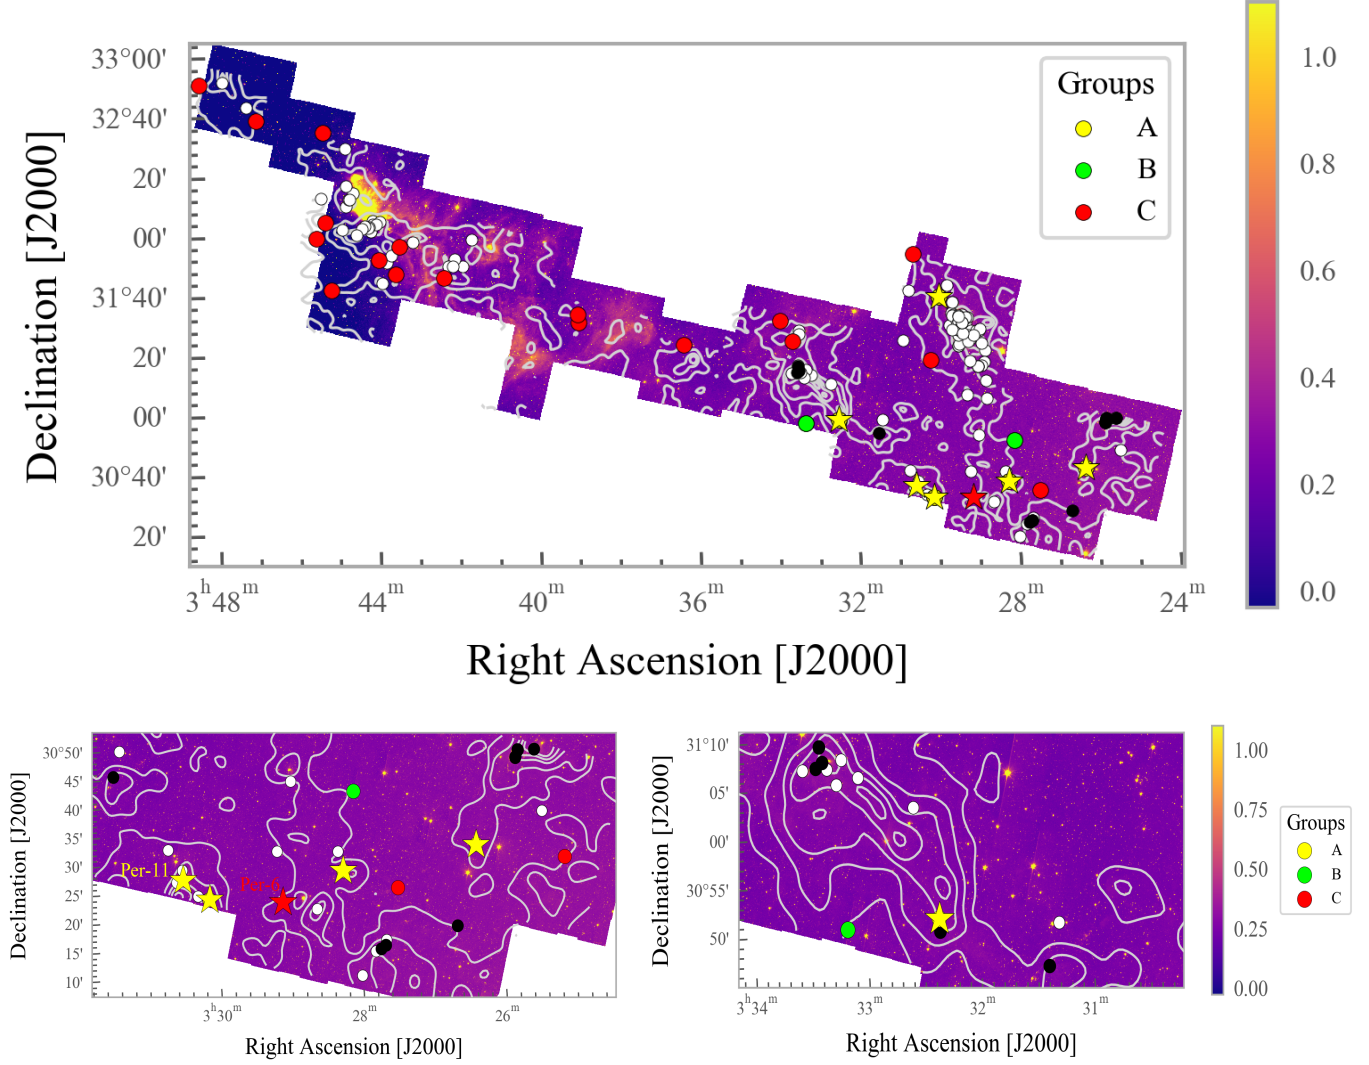 33°00'
32°40'
20'
00'
31°40'
20'
00'
30°40'
20'
Declination [J2000]
3ʰ48ᵐ 44ᵐ 40ᵐ 36ᵐ 32ᵐ 28ᵐ 24ᵐ
Right Ascension [J2000]
Groups
A
B
C
1.0
0.8
0.6
0.4
0.2
0.0
30°50'
45'
40'
35'
30'
25'
20'
15'
10'
Declination [J2000]
Per-11
Per-6
3ʰ30ᵐ 28ᵐ 26ᵐ
Right Ascension [J2000]
31°10'
05'
00'
30°55'
50'
Declination [J2000]
3ʰ34ᵐ 33ᵐ 32ᵐ 31ᵐ
Right Ascension [J2000]
1.00
0.75
0.50
0.25
0.00
Groups
A
B
C